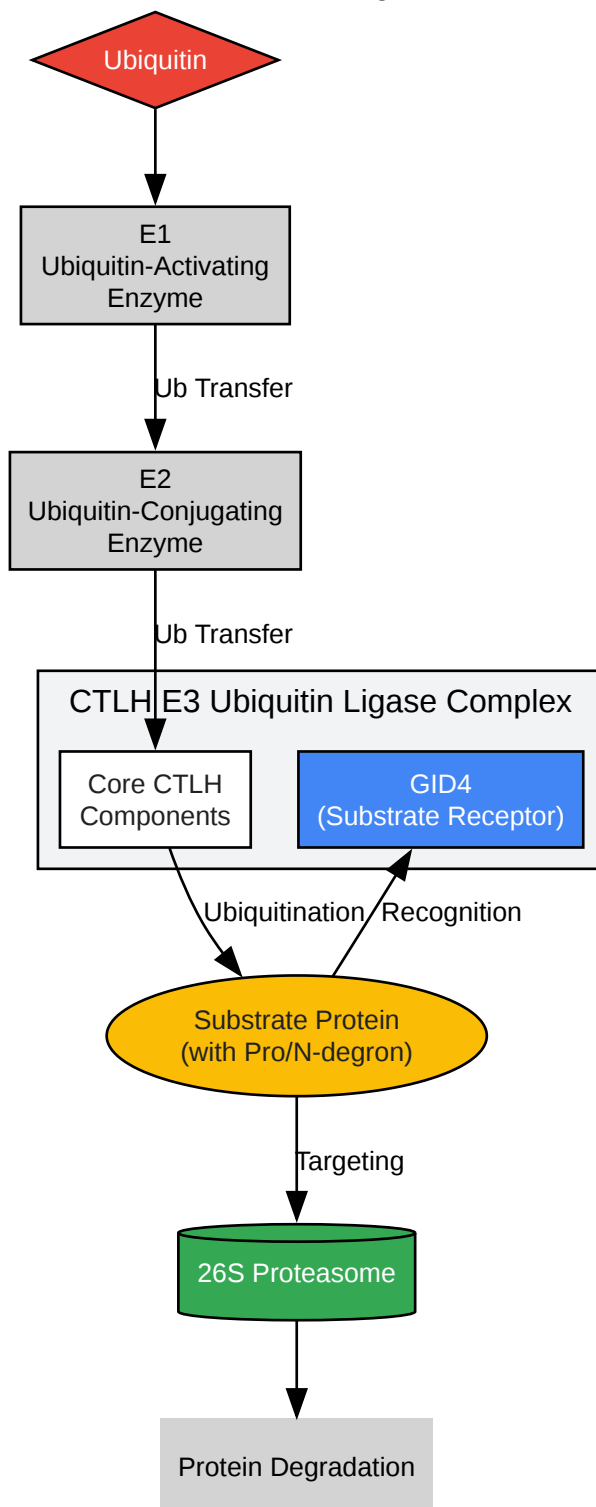 Ubiquitin
E1
Ubiquitin-Activating
Enzyme
Ub Transfer
E2
Ubiquitin-Conjugating
Enzyme
Ub Transfer
CTLH E3 Ubiquitin Ligase Complex
Core CTLH
Components
GID4
(Substrate Receptor)
Ubiquitination
Recognition
Substrate Protein
(with Pro/N-degron)
Targeting
26S Proteasome
Protein Degradation